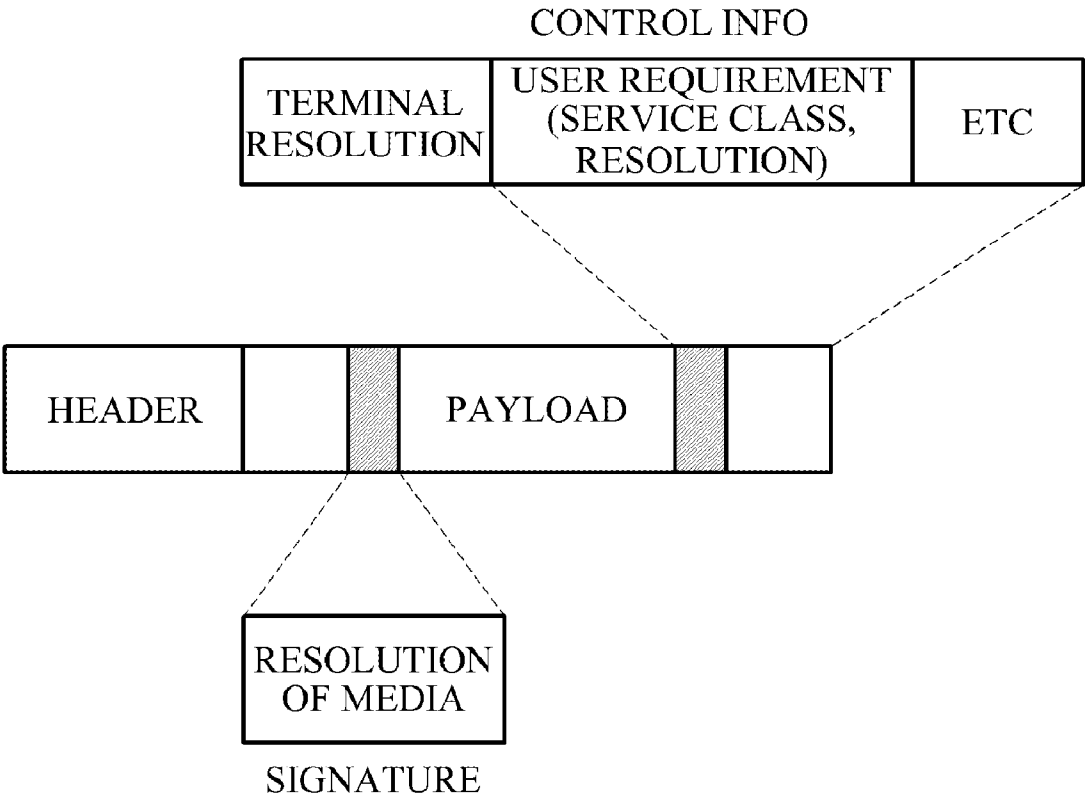 CONTROL INFO
TERMINAL
RESOLUTION
USER REQUIREMENT
(SERVICE CLASS,
RESOLUTION)
ETC
HEADER
PAYLOAD
RESOLUTION
OF MEDIA
SIGNATURE